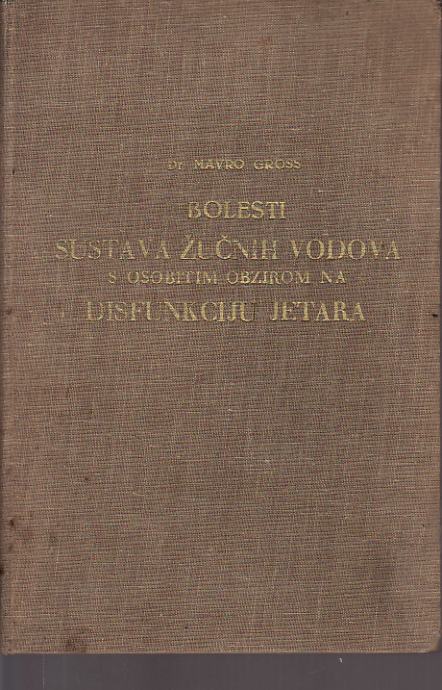 Dr MAVRO GROSS
BOLESTI
SUSTAVA ŽUČNIH VODOVA
S OSOBITIM OBZIROM NA
DISFUNKCIJU JETARA